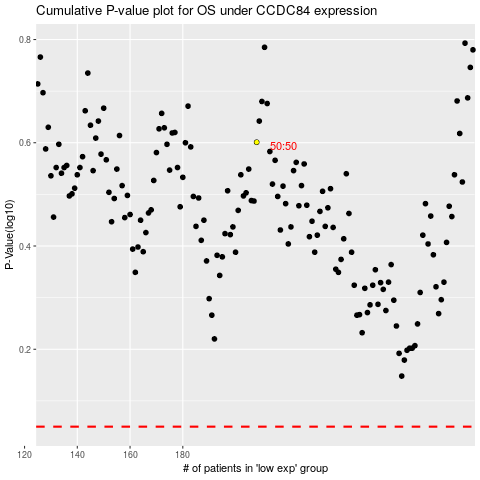 Cumulative P-value plot for OS under CCDC84 expression
P-Value(log10)
0.8
0.6
0.4
0.2
50:50
120 140 160 180
# of patients in 'low exp' group